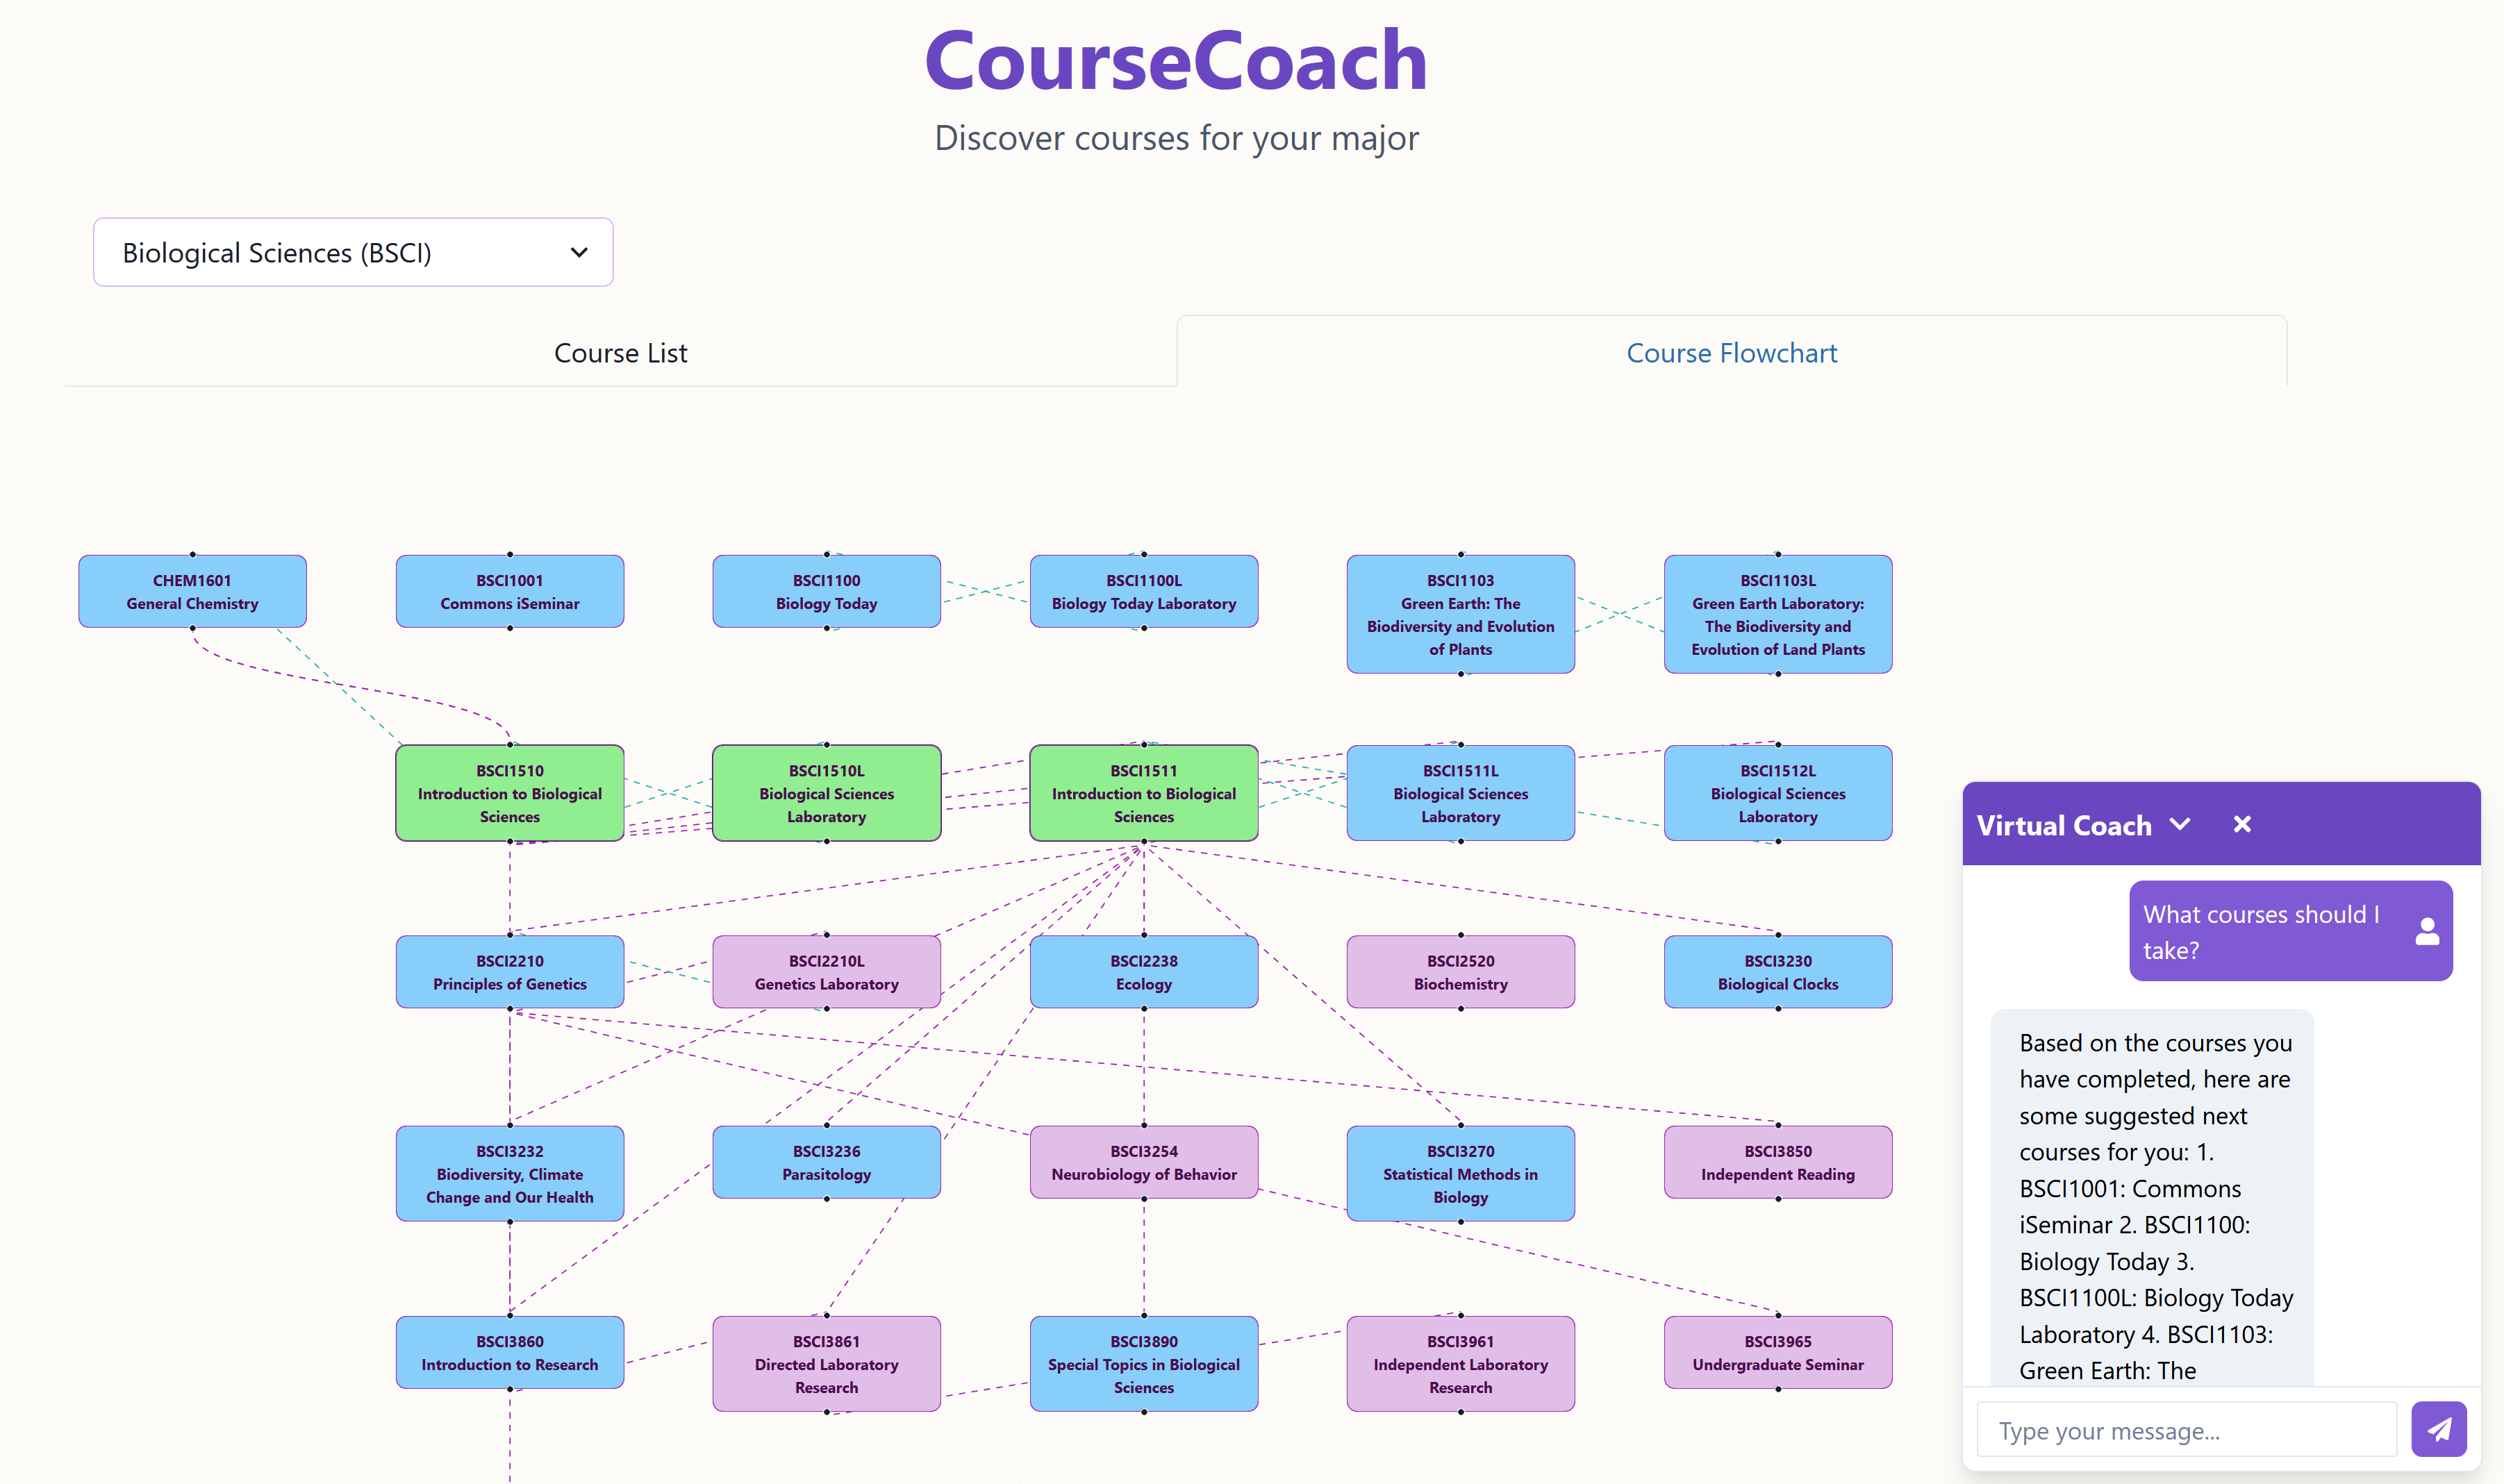 CourseCoach
Discover courses for your major
Biological Sciences (BSCI)
Course List
Course Flowchart
CHEM1601
General Chemistry
BSCI1001
Commons iSeminar
BSCI1100
Biology Today
BSCI1100L
Biology Today Laboratory
BSCI1103
Green Earth: The
Biodiversity and Evolution
of Plants
BSCI1103L
Green Earth Laboratory:
The Biodiversity and
Evolution of Land Plants
BSCI1510
Introduction to Biological
Sciences
BSCI1510L
Biological Sciences
Laboratory
BSCI1511
Introduction to Biological
Sciences
BSCI1511L
Biological Sciences
Laboratory
BSCI1512L
Biological Sciences
Laboratory
BSCI2210
Principles of Genetics
BSCI2210L
Genetics Laboratory
BSCI2238
Ecology
BSCI2520
Biochemistry
BSCI3230
Biological Clocks
BSCI3232
Biodiversity, Climate
Change and Our Health
BSCI3236
Parasitology
BSCI3254
Neurobiology of Behavior
BSCI3270
Statistical Methods in
Biology
BSCI3850
Independent Reading
BSCI3860
Introduction to Research
BSCI3861
Directed Laboratory
Research
BSCI3890
Special Topics in Biological
Sciences
BSCI3961
Independent Laboratory
Research
BSCI3965
Undergraduate Seminar
Virtual Coach
What courses should I
take?
Based on the courses you
have completed, here are
some suggested next
courses for you: 1.
BSCI1001: Commons
iSeminar 2. BSCI1100:
Biology Today 3.
BSCI1100L: Biology Today
Laboratory 4. BSCI1103:
Green Earth: The
Type your message...